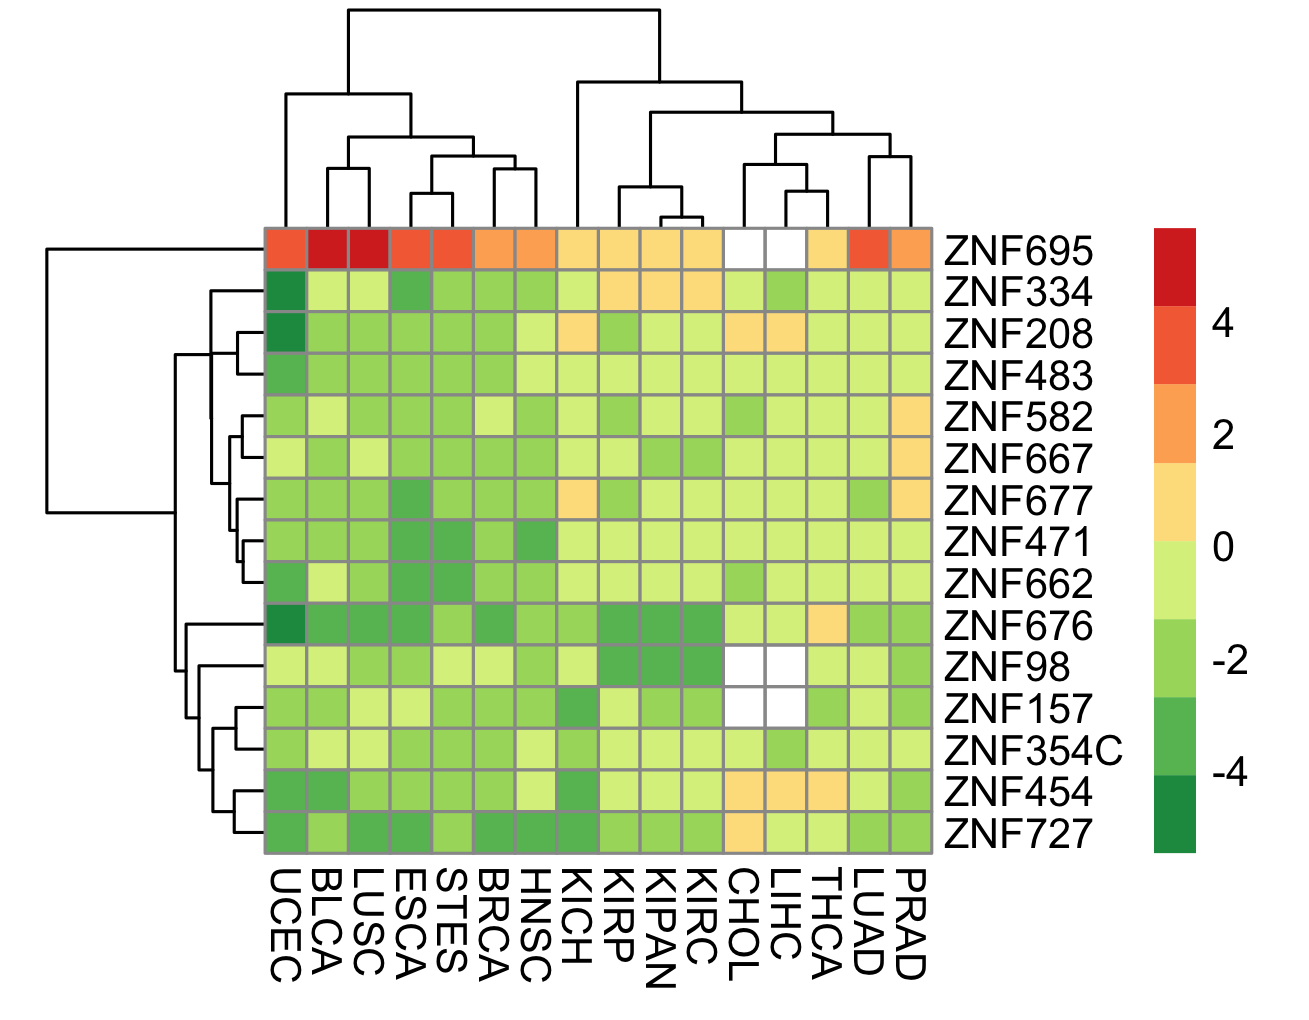 ZNF695
ZNF334
ZNF208
ZNF483
ZNF582
ZNF667
ZNF677
ZNF471
ZNF662
ZNF676
ZNF98
ZNF157
ZNF354C
ZNF454
ZNF727
4
2
0
-2
-4
UCEC
BLCA
LUSC
ESCA
STES
BRCA
HNSC
KICH
KIRP
KIPAN
KIRC
CHOL
LIHC
THCA
LUAD
PRAD